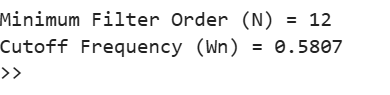 Minimum Filter Order (N) = 12
Cutoff Frequency (Wn) = 0.5807
>>